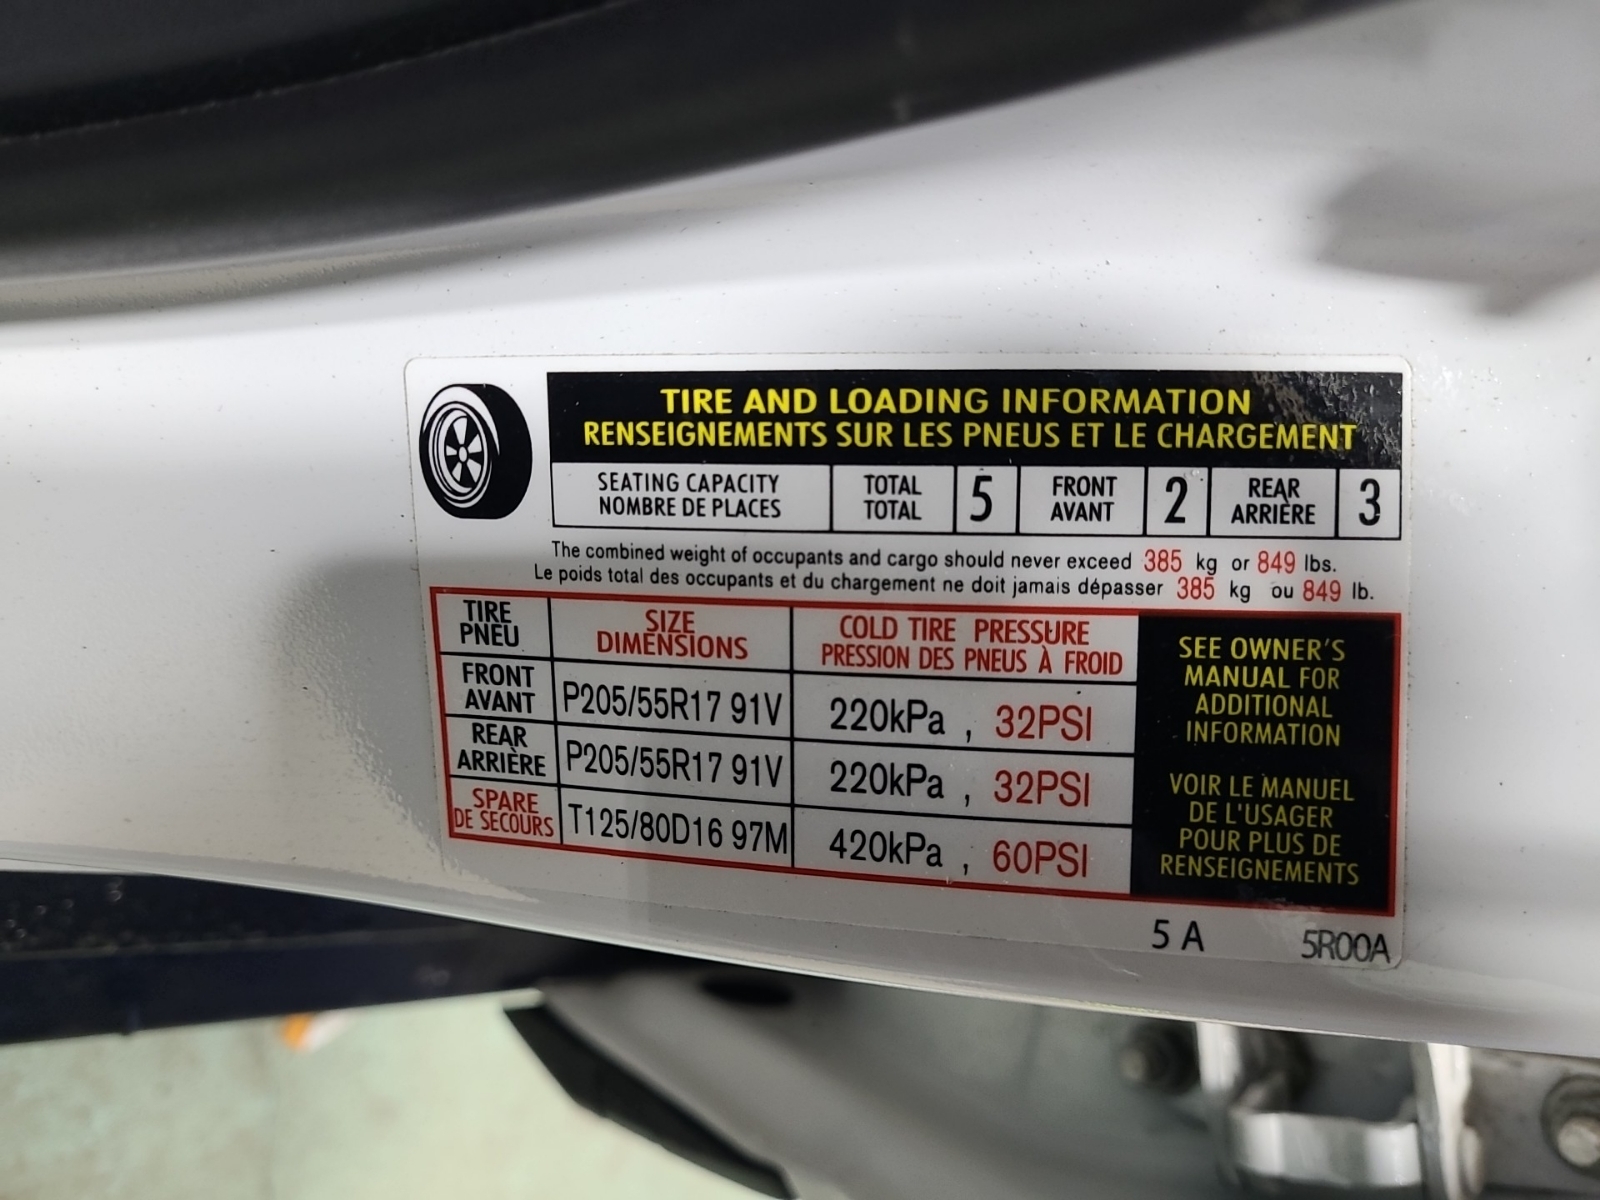 TIRE AND LOADING INFORMATION
RENSEIGNEMENTS SUR LES PNEUS ET LE CHARGEMENT
SEATING CAPACITY
NOMBRE DE PLACES
TOTAL
TOTAL
5
FRONT
AVANT
2
REAR
ARRIÈRE
3
The combined weight of occupants and cargo should never exceed 385 kg or 849 lbs.
Le poids total des occupants et du chargement ne doit jamais dépasser 385 kg ou 849 lb.
TIRE
PNEU
SIZE
DIMENSIONS
COLD TIRE PRESSURE
PRESSION DES PNEUS À FROID
FRONT
AVANT
P205/55R17 91V
220kPa , 32PSI
REAR
ARRIÈRE
P205/55R17 91V
220kPa , 32PSI
SPARE
DE SECOURS
T125/80D16 97M
420kPa , 60PSI
SEE OWNER'S
MANUAL FOR
ADDITIONAL
INFORMATION
VOIR LE MANUEL
DE L'USAGER
POUR PLUS DE
RENSEIGNEMENTS
5 A
5R00A